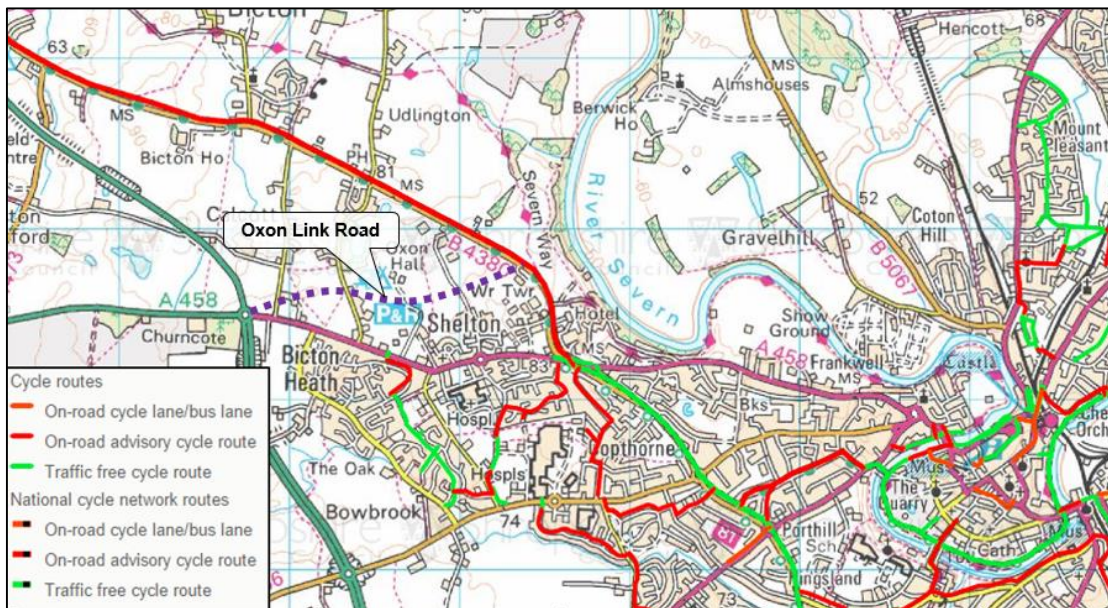 Bicton
63
68
Hencott
MS
Almshouses
Udlington
Berwick
Ho
MS
Bicton Ho
PH
81
MS
Severn Way
River Severn
Mount
Pleasant
52
Coton
Hill
B 5067
Gravelhill
Oxon Link Road
Oxon
Hall
B 438
Wr Twr
A 458
P&R
Shelton
Hotel
Show
Ground
Churncote
Bicton
Heath
83
MS
A 458
Frankwell
MS
Castle
Hospl
Bks
Copthorne
The Oak
Hospls
Bowbrook
74
Mus
The
Quarry
81
Porthill
Sch
Kingsland
Cath
Mus
73
Cycle routes
On-road cycle lane/bus lane
On-road advisory cycle route
Traffic free cycle route
National cycle network routes
On-road cycle lane/bus lane
On-road advisory cycle route
Traffic free cycle route